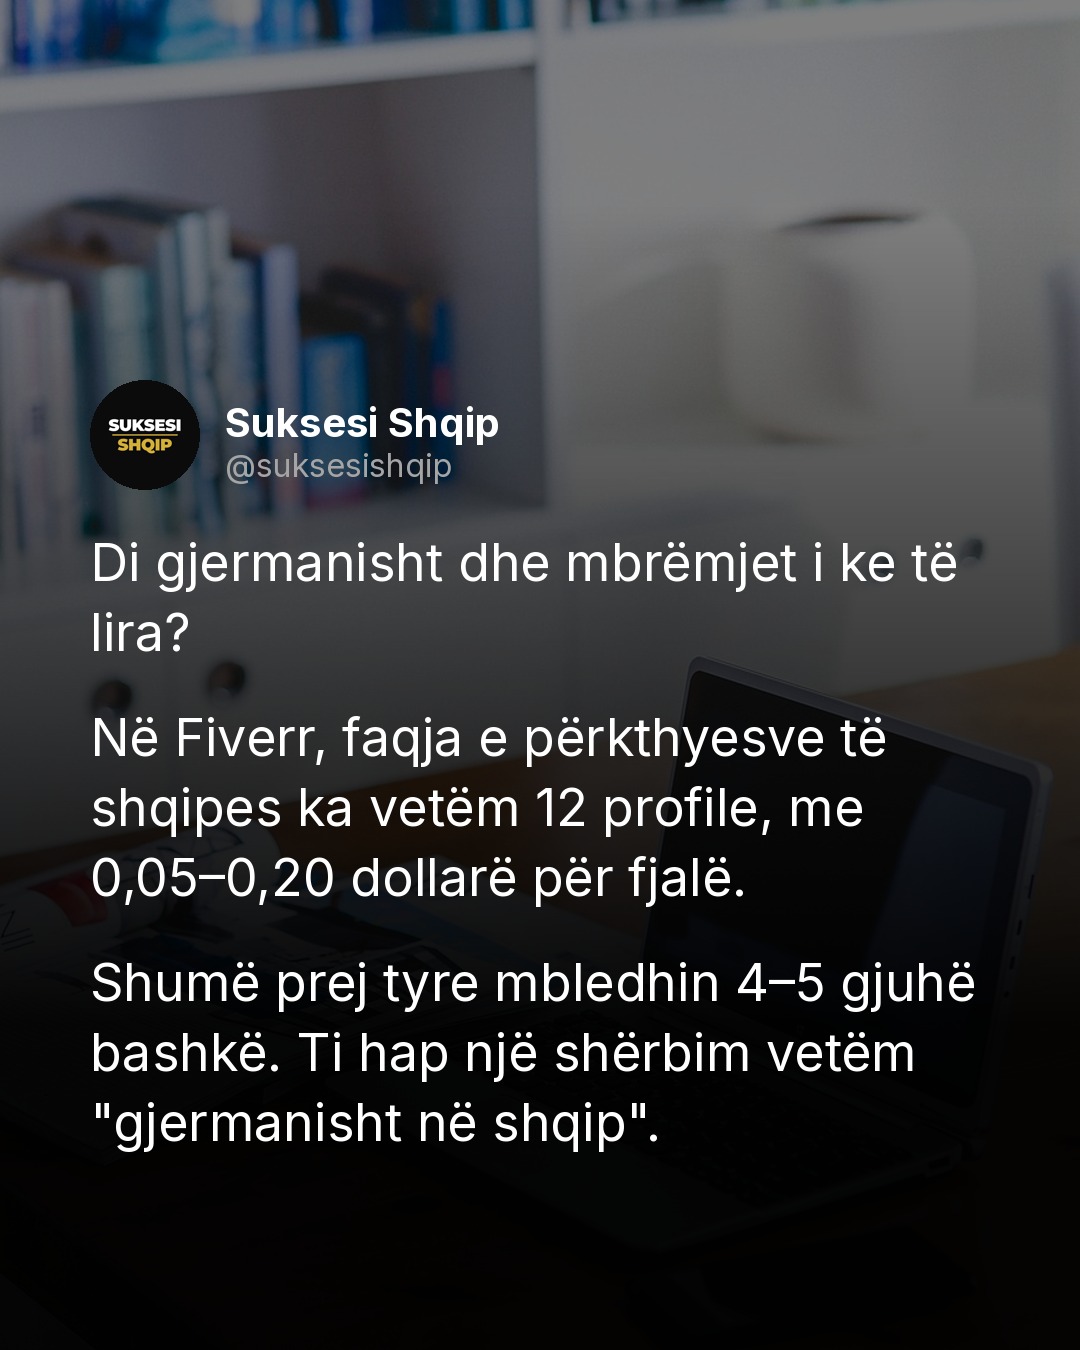 SUKSESI
SHQIP
Suksesi Shqip
@suksesishqip
Di gjermanisht dhe mbrëmjet i ke të
lira?
Në Fiverr, faqja e përkthyesve të
shqipes ka vetëm 12 profile, me
0,05–0,20 dollarë për fjalë.
Shumë prej tyre mbledhin 4–5 gjuhë
bashkë. Ti hap një shërbim vetëm
"gjermanisht në shqip".